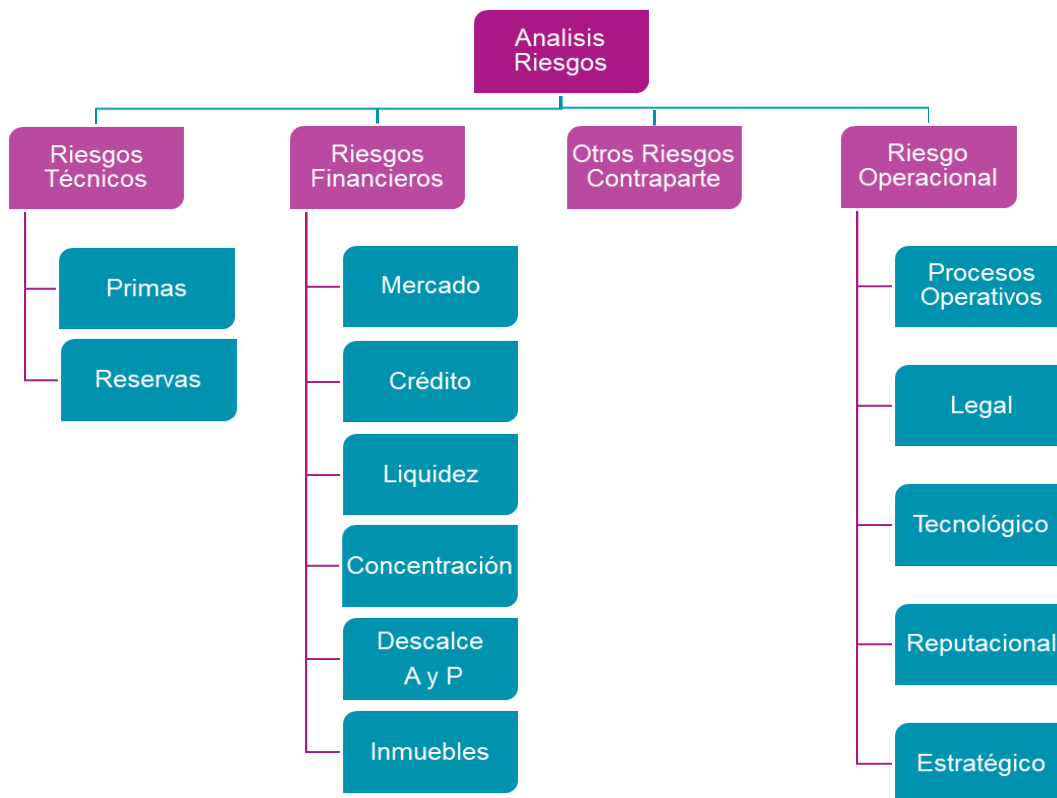 Analisis
Riesgos
Riesgos
Técnicos
Primas
Reservas
Riesgos
Financieros
Mercado
Crédito
Liquidez
Concentración
Descalce
A y P
Inmuebles
Otros Riesgos
Contraparte
Riesgo
Operacional
Procesos
Operativos
Legal
Tecnológico
Reputacional
Estratégico